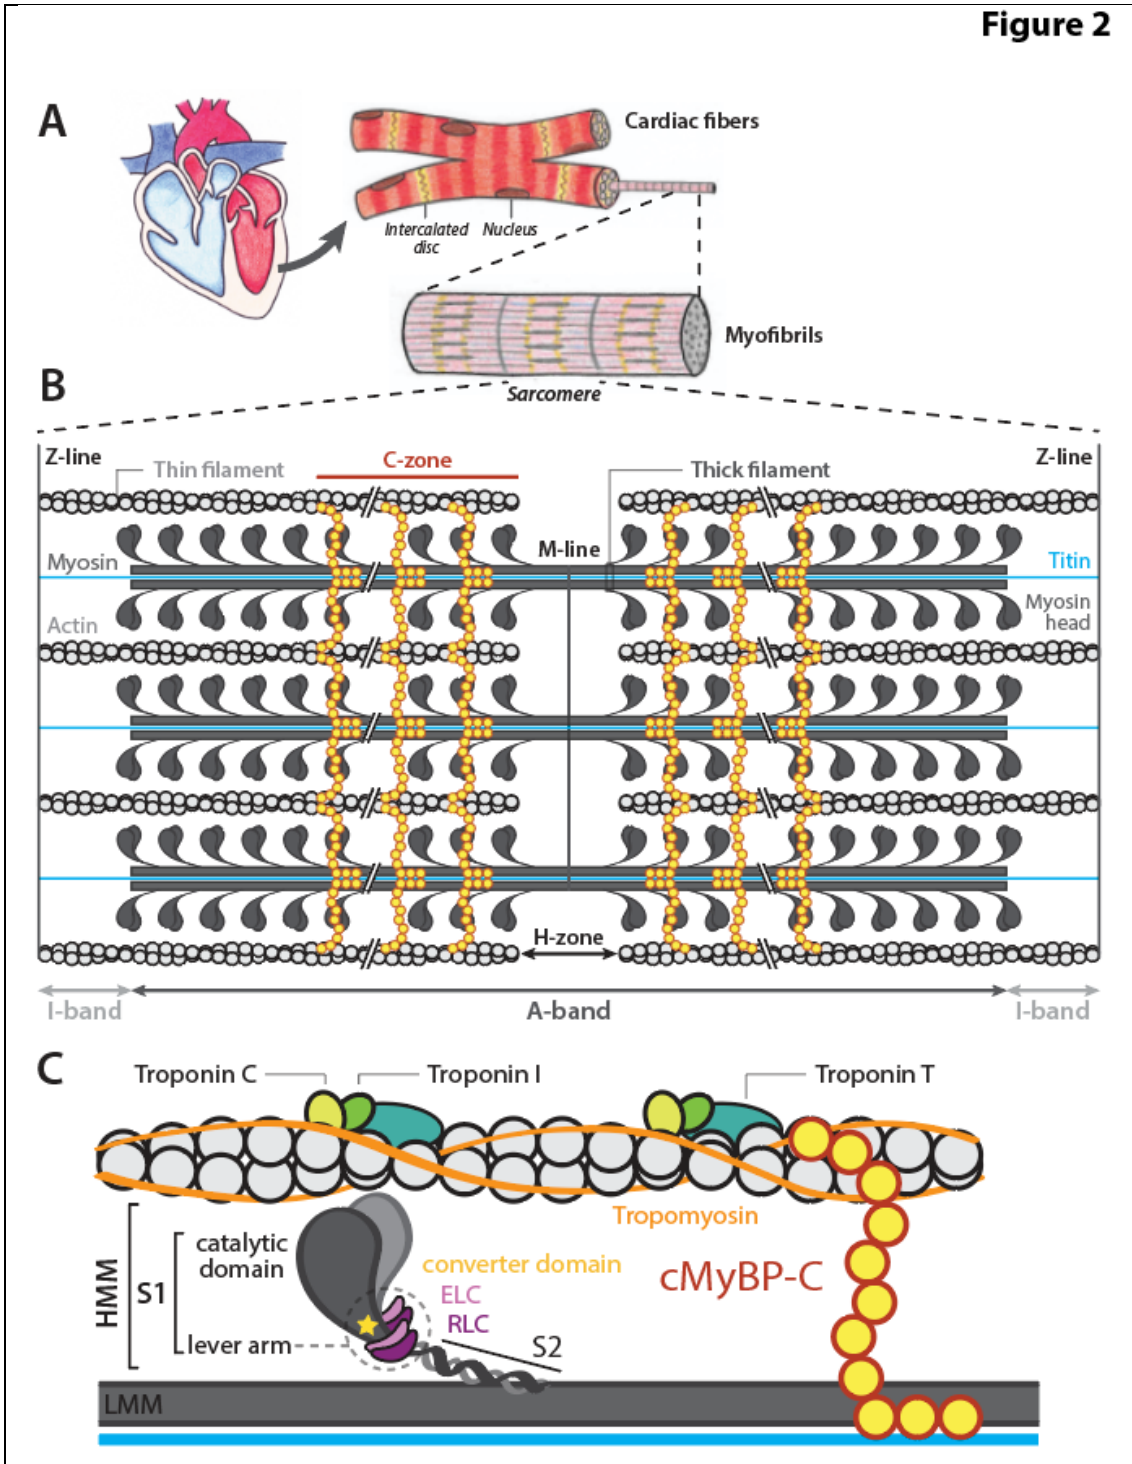 Figure 2
A
Cardiac fibers
Intercalated
disc
Nucleus
Myofibrils
Sarcomere
B
Z-line
Thin filament
C-zone
Thick filament
Z-line
M-line
Myosin
Titin
Actin
Myosin
head
H-zone
I-band
A-band
I-band
C
Troponin C
Troponin I
Troponin T
Tropomyosin
HMM
S1
catalytic
domain
converter domain
cMyBP-C
ELC
RLC
lever arm
S2
LMM